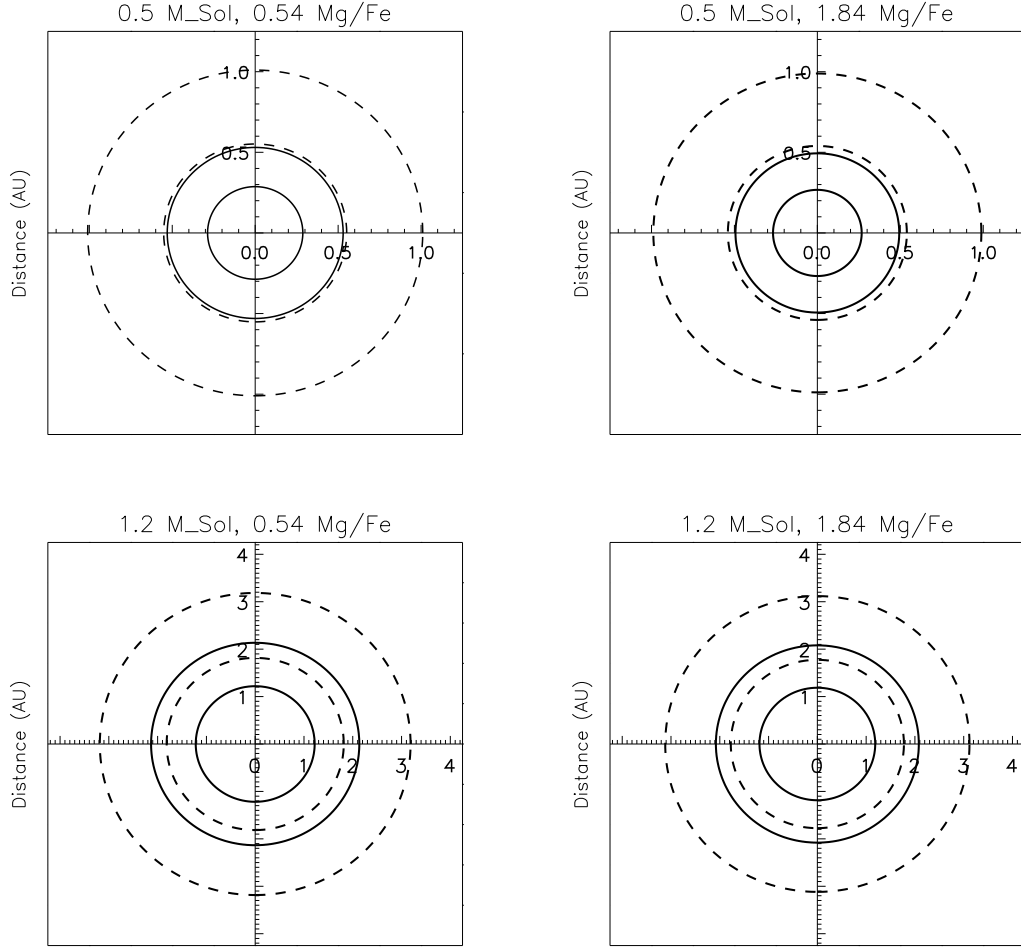 0.5 M_Sol, 0.54 Mg/Fe
0.5 M_Sol, 1.84 Mg/Fe
Distance (AU)
1.0
0.5
0.0 0.5 1.0
Distance (AU)
1.0
0.5
0.0 0.5 1.0
1.2 M_Sol, 0.54 Mg/Fe
1.2 M_Sol, 1.84 Mg/Fe
Distance (AU)
4
3
2
1
0 1 2 3 4
Distance (AU)
4
3
2
1
0 1 2 3 4